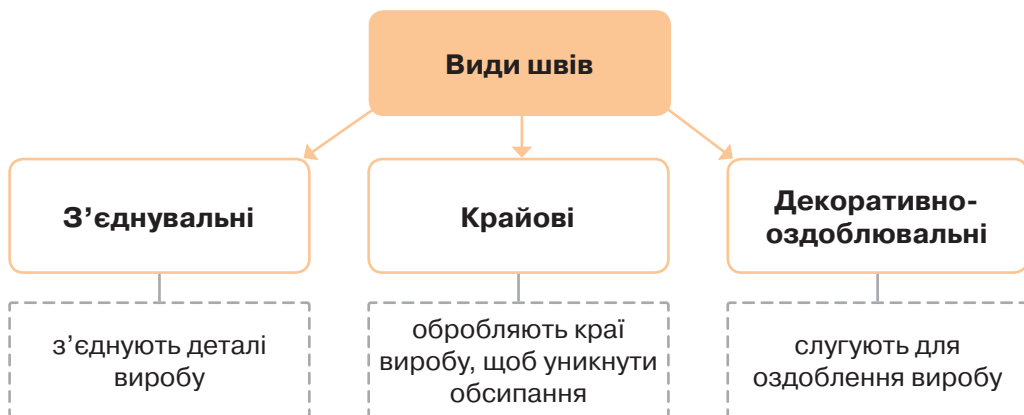 Види швів
З’єднувальні
Крайові
Декоративно-
оздоблювальні
з’єднують деталі
виробу
обробляють краї
виробу, щоб уникнути
обсипання
слугують для
оздоблення виробу